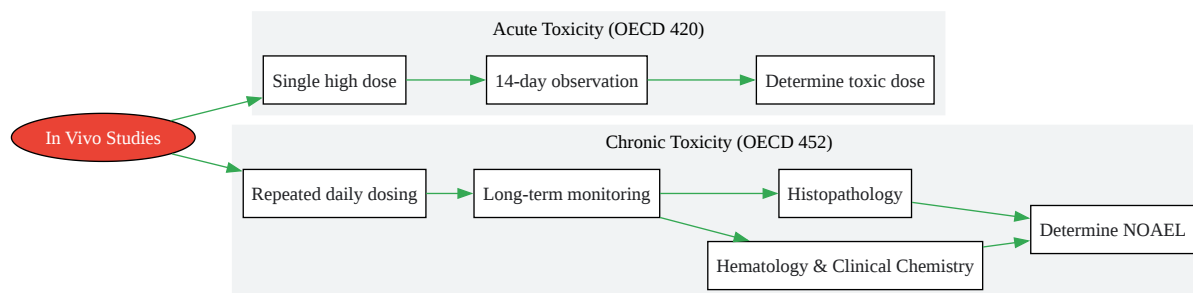 Acute Toxicity (OECD 420)
Single high dose
14-day observation
Determine toxic dose
In Vivo Studies
Chronic Toxicity (OECD 452)
Repeated daily dosing
Long-term monitoring
Histopathology
Hematology & Clinical Chemistry
Determine NOAEL